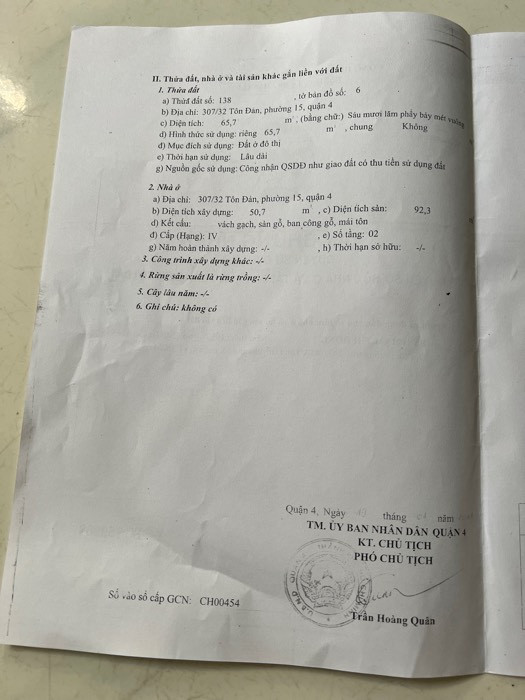 II. Thửa đất, nhà ở và tài sản khác gắn liền với đất
1. Thửa đất
a) Thửa đất số: 138 , tờ bản đồ số: 6
b) Địa chỉ: 307/32 Tôn Đản, phường 15, quận 4
c) Diện tích: 65,7 m², (bằng chữ:) Sáu mươi lăm phẩy bảy mét vuông
d) Hình thức sử dụng: riêng 65,7 m², chung Không
đ) Mục đích sử dụng: Đất ở đô thị
e) Thời hạn sử dụng: Lâu dài
g) Nguồn gốc sử dụng: Công nhận QSDĐ như giao đất có thu tiền sử dụng đất
2. Nhà ở
a) Địa chỉ: 307/32 Tôn Đản, phường 15, quận 4
b) Diện tích xây dựng: 50,7 m², c) Diện tích sàn: 92,3
d) Kết cấu: vách gạch, sàn gỗ, ban công gỗ, mái tôn
đ) Cấp (Hạng): IV , e) Số tầng: 02
g) Năm hoàn thành xây dựng: -/- , h) Thời hạn sở hữu: -/-
3. Công trình xây dựng khác: -/-
4. Rừng sản xuất là rừng trồng: -/-
5. Cây lâu năm: -/-
6. Ghi chú: không có
Quận 4, Ngày tháng năm
TM. ỦY BAN NHÂN DÂN QUẬN 4
KT. CHỦ TỊCH
PHÓ CHỦ TỊCH
Số vào sổ cấp GCN: CH00454
Trần Hoàng Quân